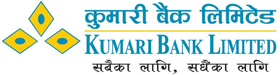 कुमारी बैंक लिमिटेड
KUMARI BANK LIMITED
सबैका लागि, सधैंका लागि